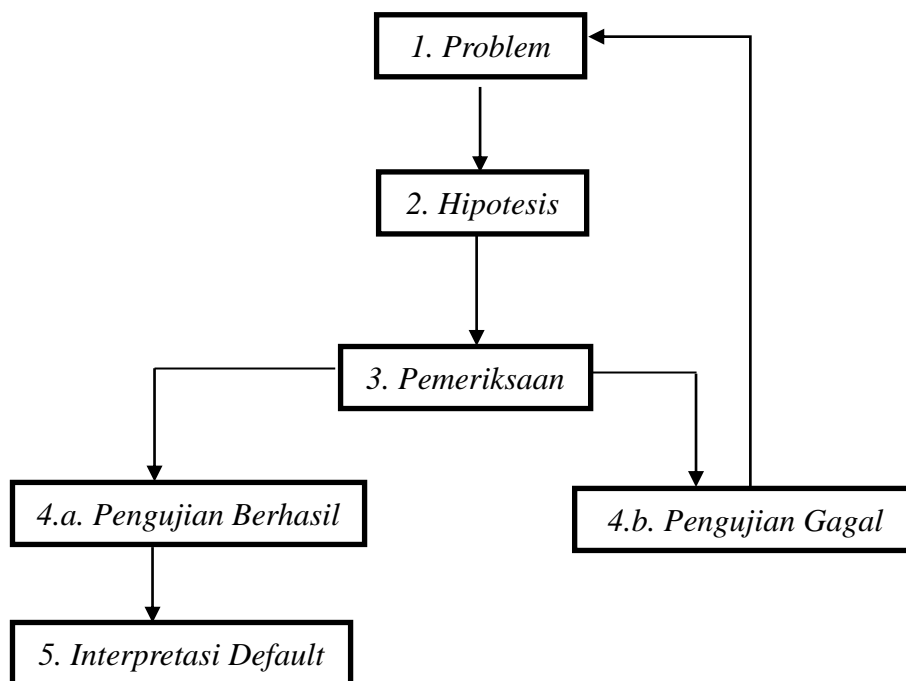 1. Problem
2. Hipotesis
3. Pemeriksaan
4.a. Pengujian Berhasil
4.b. Pengujian Gagal
5. Interpretasi Default